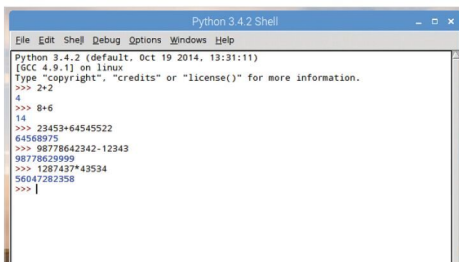 Python 3.4.2 Shell
File Edit Shell Debug Options Windows Help
Python 3.4.2 (default, Oct 19 2014, 13:31:11)
[GCC 4.9.1] on linux
Type "copyright", "credits" or "license()" for more information.
>>> 2+2
4
>>> 8+6
14
>>> 23453+64545522
64568975
>>> 98778642342-12343
98778629999
>>> 1287437*43534
56047282358
>>>